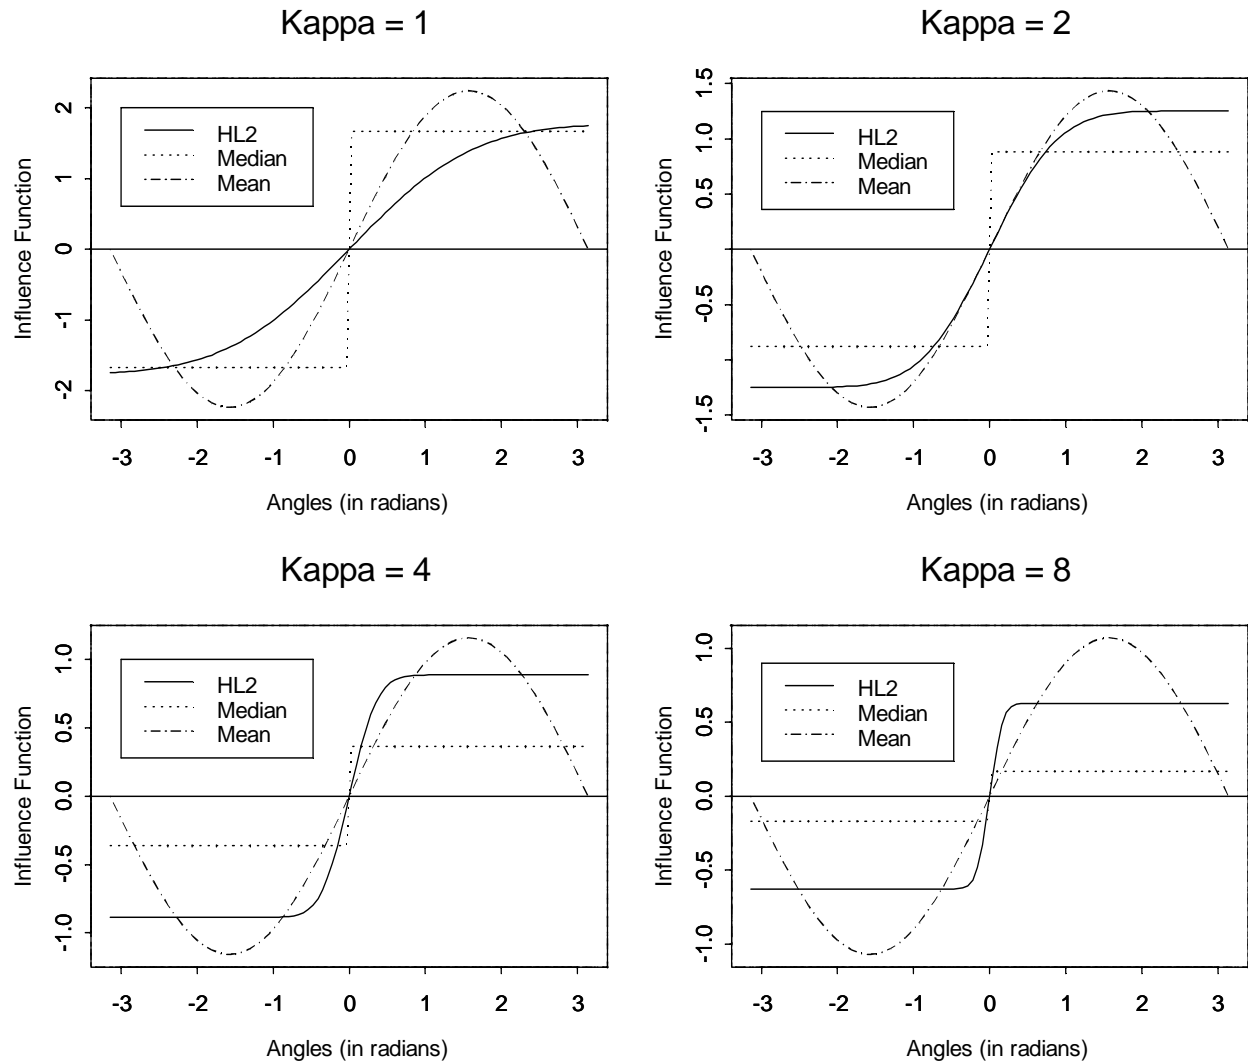 Kappa = 1
Influence Function
2
1
0
-1
-2
HL2
Median
Mean
-3 -2 -1 0 1 2 3
Angles (in radians)
Kappa = 2
Influence Function
1.5
1.0
0.5
-0.5
-1.5
HL2
Median
Mean
-3 -2 -1 0 1 2 3
Angles (in radians)
Kappa = 4
Influence Function
1.0
0.5
0.0
-0.5
-1.0
HL2
Median
Mean
-3 -2 -1 0 1 2 3
Angles (in radians)
Kappa = 8
Influence Function
1.0
0.5
0.0
-0.5
-1.0
HL2
Median
Mean
-3 -2 -1 0 1 2 3
Angles (in radians)